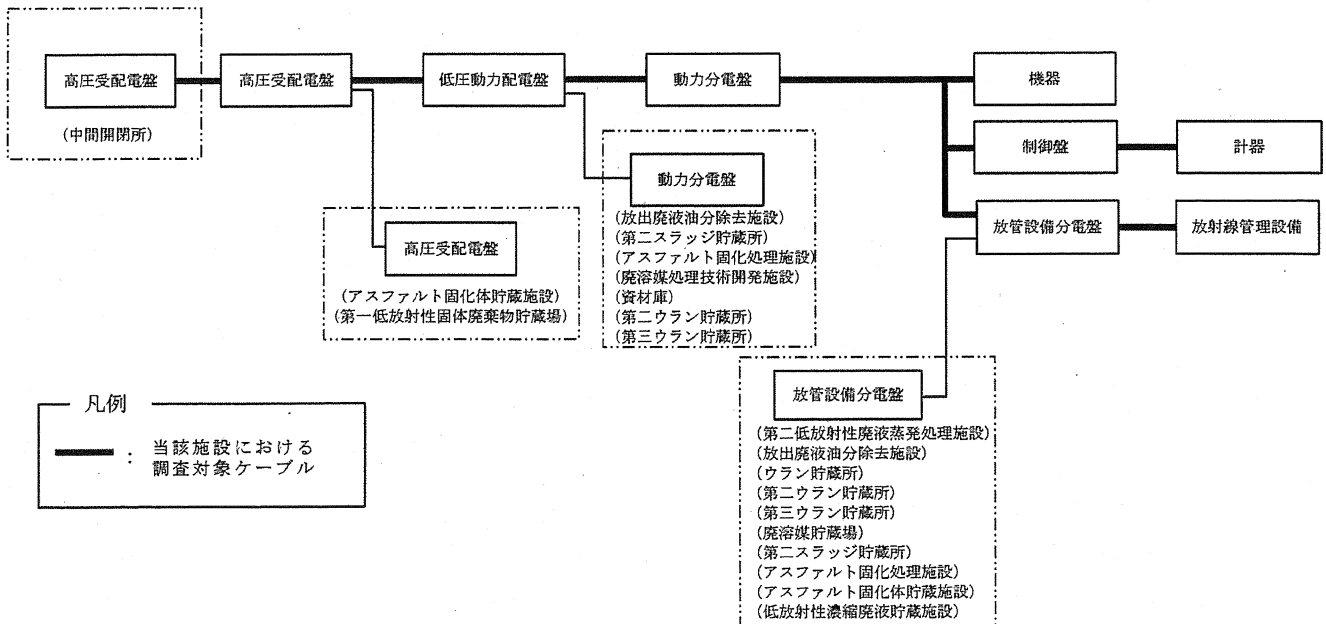 高圧受配電盤
(中間開閉所)
高圧受配電盤
低圧動力配電盤
動力分電盤
機器
制御盤
計器
放管設備分電盤
放射線管理設備
高圧受配電盤
(アスファルト固化体貯蔵施設)
(第一低放射性固体廃棄物貯蔵場)
動力分電盤
(放出廃液油分除去施設)
(第二スラッジ貯蔵所)
(アスファルト固化処理施設)
(廃溶媒処理技術開発施設)
(資材庫)
(第二ウラン貯蔵所)
(第三ウラン貯蔵所)
放管設備分電盤
(第二低放射性廃液蒸発処理施設)
(放出廃液油分除去施設)
(ウラン貯蔵所)
(第二ウラン貯蔵所)
(第三ウラン貯蔵所)
(廃溶媒貯蔵場)
(第二スラッジ貯蔵所)
(アスファルト固化処理施設)
(アスファルト固化体貯蔵施設)
(低放射性濃縮廃液貯蔵施設)
凡例
: 当該施設における
調査対象ケーブル